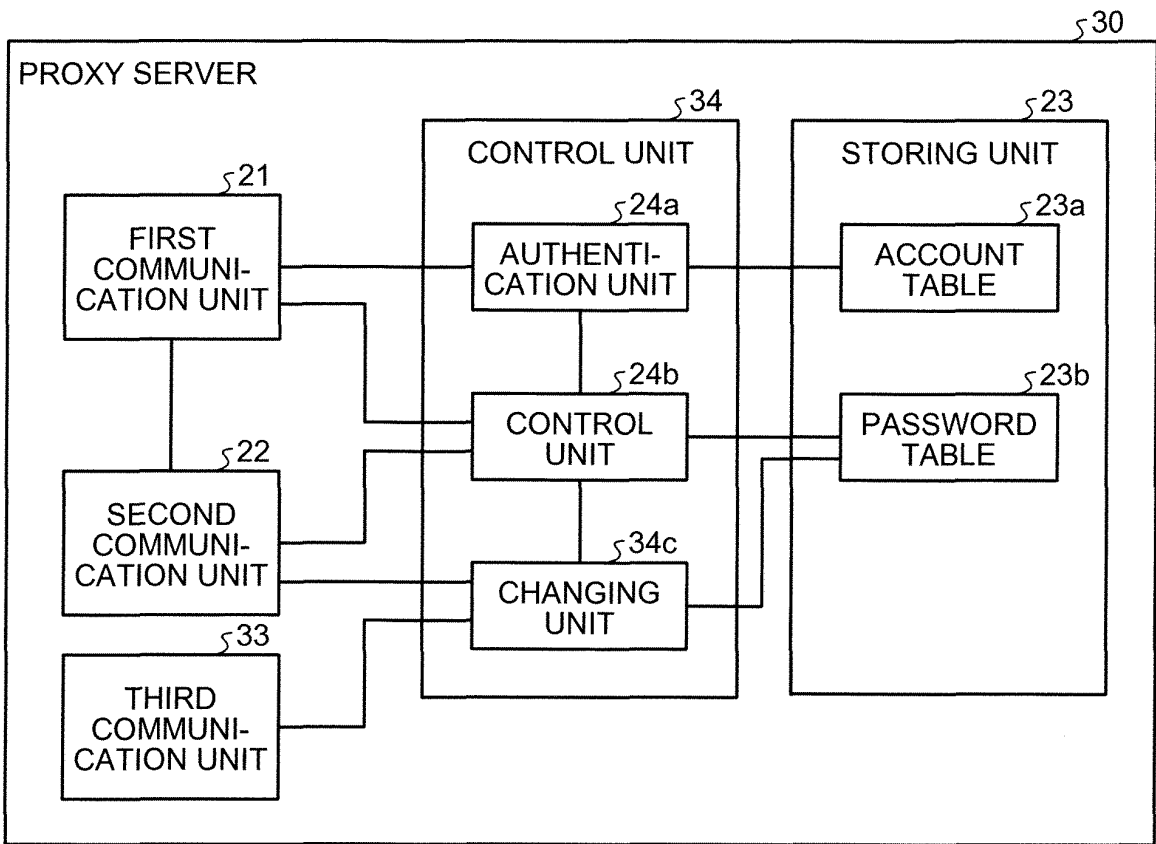 30
PROXY SERVER
34
CONTROL UNIT
23
STORING UNIT
21
FIRST
COMMUNI-
CATION UNIT
24a
AUTHENTI-
CATION UNIT
23a
ACCOUNT
TABLE
24b
CONTROL
UNIT
23b
PASSWORD
TABLE
22
SECOND
COMMUNI-
CATION UNIT
34c
CHANGING
UNIT
33
THIRD
COMMUNI-
CATION UNIT